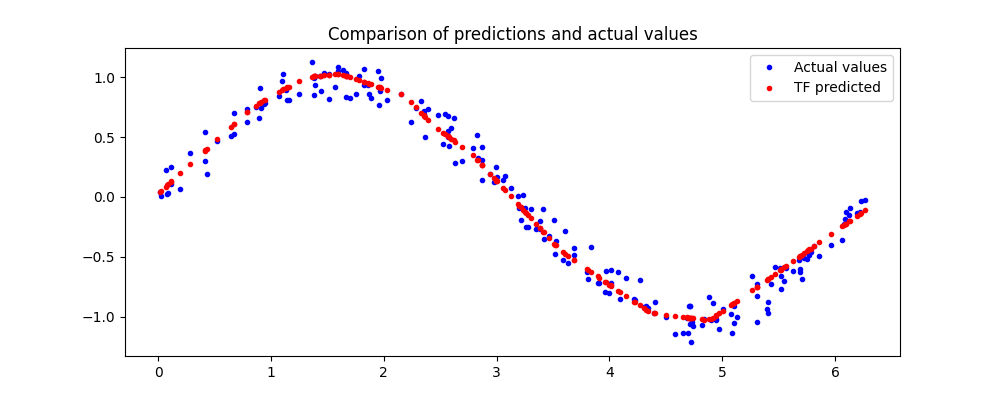 Comparison of predictions and actual values
Actual values
TF predicted
1.0
0.5
0.0
−0.5
−1.0
0 1 2 3 4 5 6